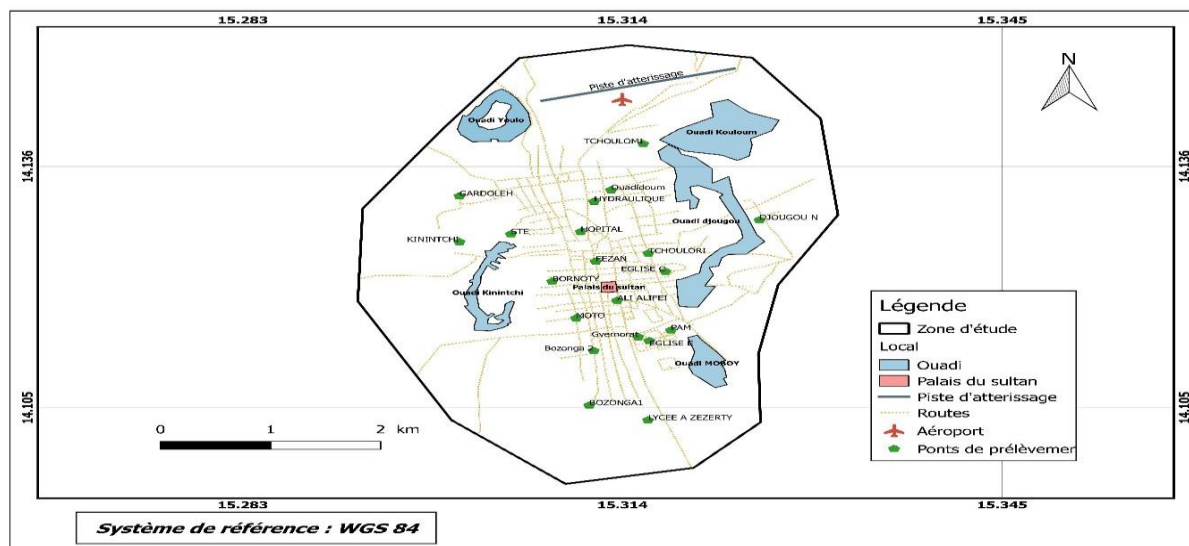 15.283 15.314 15.345
N
Piste d'atterissage
Ouadi Youlo
Ouadi Kouloum
TCHOULOMI
14.136 14.136
GARDOLEH
Ouadidoum
HYDRAULIQUE
DJOUGOU N
Ouadi djougou
STE
HOPITAL
KININTCHI
TCHOULORI
FEZAN
EGLISE C
BORNOTY
Palais du sultan
Ouadi Kinintchi
ALI ALIFEI
MOTO
PAM
Gvernorat
EGLISE E
Bozonga 2
Ouadi MOBOY
BOZONGA1
14.105 14.105
LYCEE A ZEZERTY
0 1 2 km
Légende
Zone d'étude
Local
Ouadi
Palais du sultan
Piste d'atterissage
Routes
Aéroport
Ponts de prélèvemer
15.283 15.314 15.345
Système de référence : WGS 84